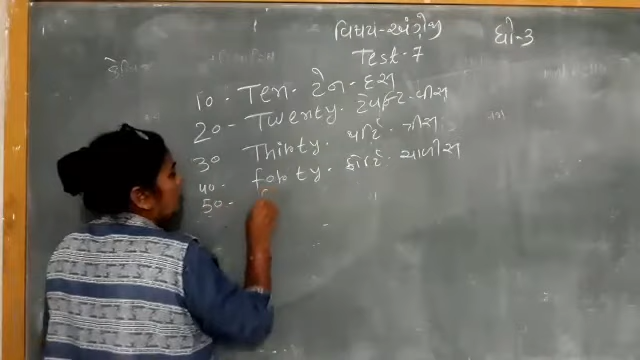 વિષય-અંગ્રેજી
ધો-3
Test-7
10 - Ten - ટેન - દસ
20 - Twenty - ટ્વેન્ટિ - વીસ
30 Thirty - થર્ટિ - ત્રીસ
40 - forty - ફોર્ટિ - ચાલીસ
50 -